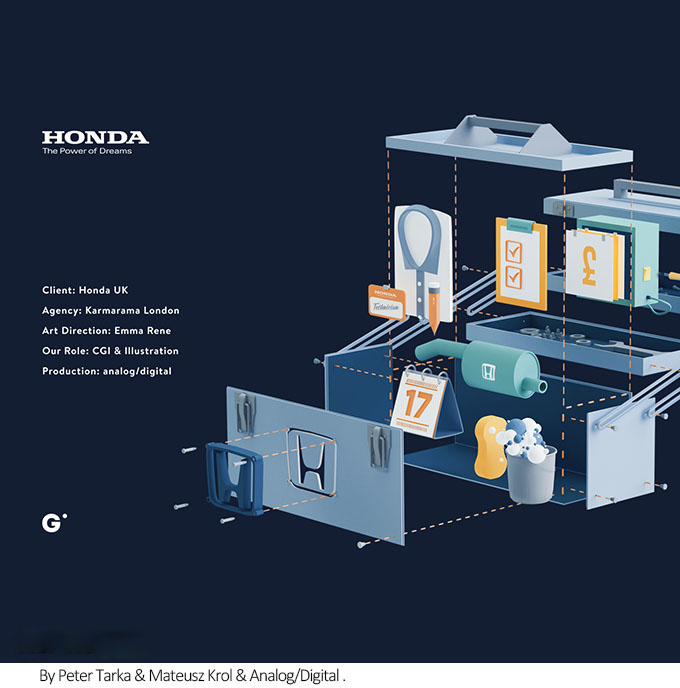 HONDA
The Power of Dreams
Client: Honda UK
Agency: Karmarama London
Art Direction: Emma Rene
Our Role: CGI & Illustration
Production: analog/digital
G
HONDA
Technician
£
17
By Peter Tarka & Mateusz Krol & Analog/Digital .